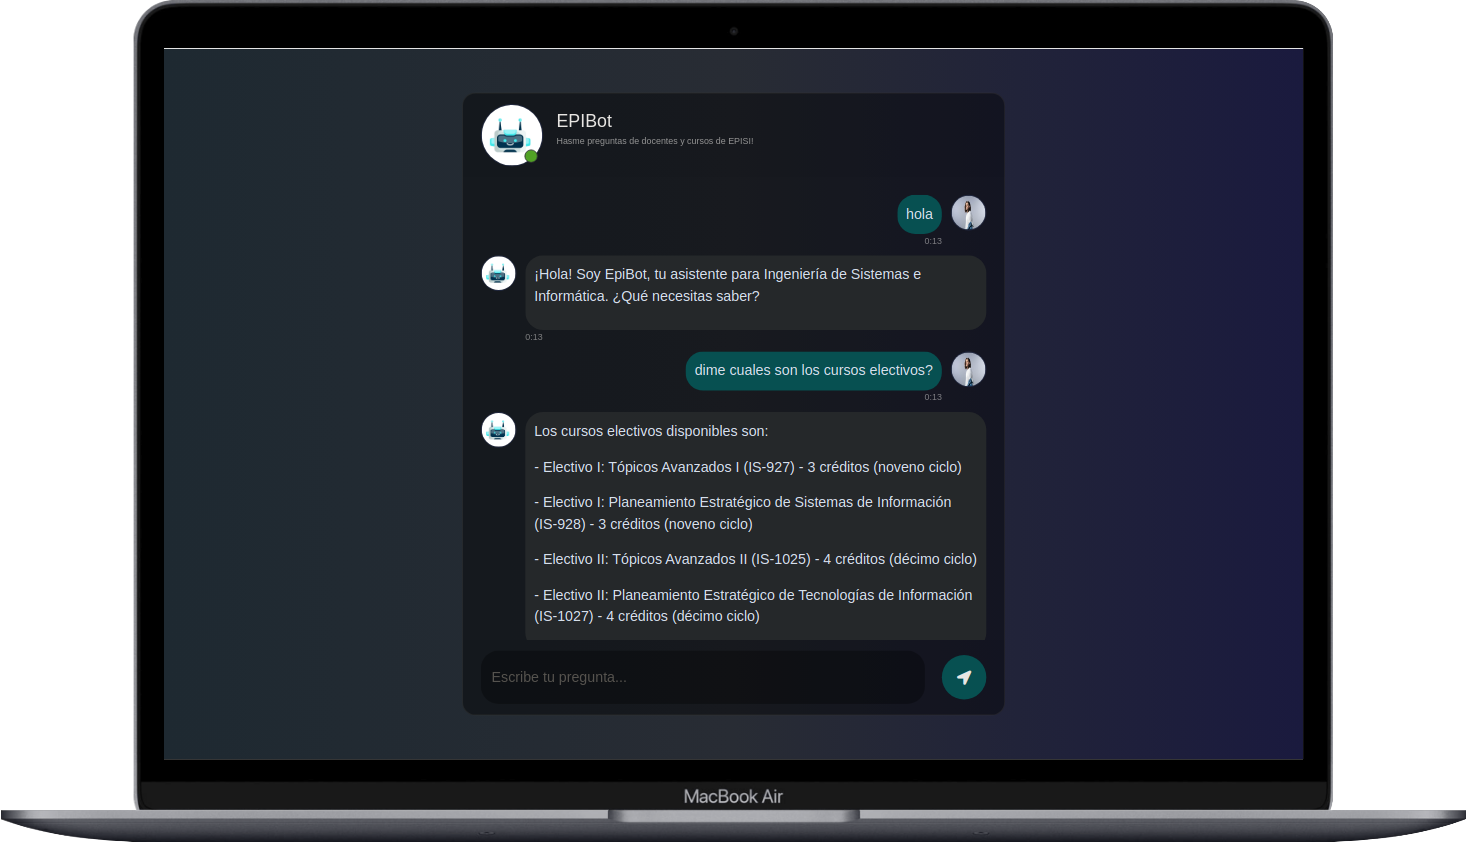 EPIBot
Hasme preguntas de docentes y cursos de EPISI!
hola
0:13
¡Hola! Soy EpiBot, tu asistente para Ingeniería de Sistemas e
Informática. ¿Qué necesitas saber?
0:13
dime cuales son los cursos electivos?
0:13
Los cursos electivos disponibles son:
- Electivo I: Tópicos Avanzados I (IS-927) - 3 créditos (noveno ciclo)
- Electivo I: Planeamiento Estratégico de Sistemas de Información
(IS-928) - 3 créditos (noveno ciclo)
- Electivo II: Tópicos Avanzados II (IS-1025) - 4 créditos (décimo ciclo)
- Electivo II: Planeamiento Estratégico de Tecnologías de Información
(IS-1027) - 4 créditos (décimo ciclo)
Escribe tu pregunta...
MacBook Air